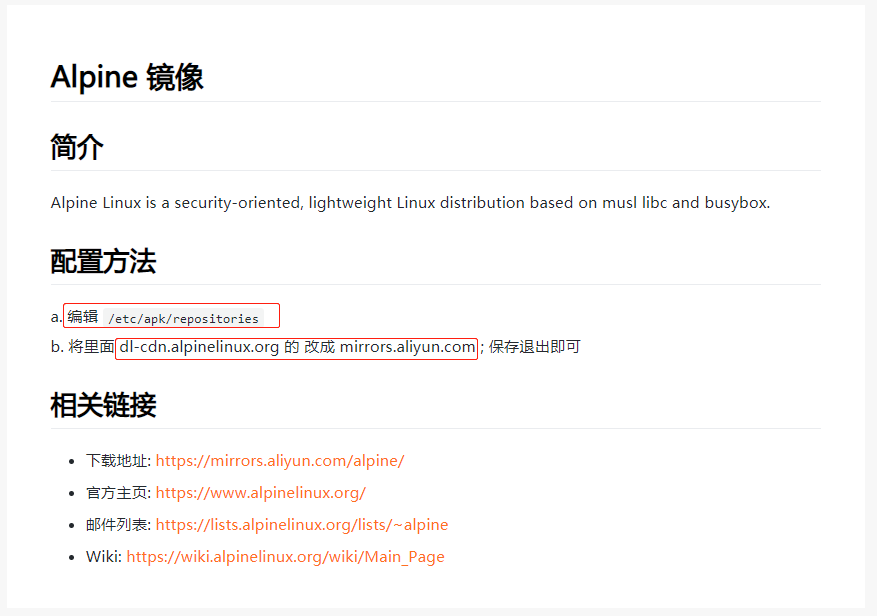 Alpine 镜像
简介
Alpine Linux is a security-oriented, lightweight Linux distribution based on musl libc and busybox.
配置方法
a. 编辑 /etc/apk/repositories
b. 将里面 dl-cdn.alpinelinux.org 的 改成 mirrors.aliyun.com ; 保存退出即可
相关链接
• 下载地址: https://mirrors.aliyun.com/alpine/
• 官方主页: https://www.alpinelinux.org/
• 邮件列表: https://lists.alpinelinux.org/lists/~alpine
• Wiki: https://wiki.alpinelinux.org/wiki/Main_Page